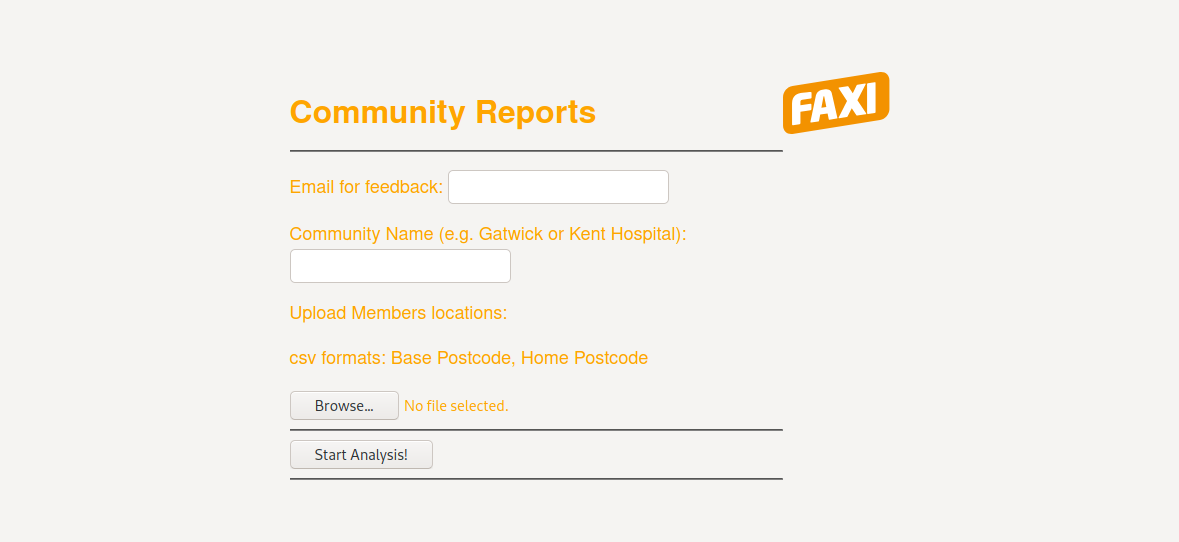 Community Reports
FAXI
Email for feedback:
Community Name (e.g. Gatwick or Kent Hospital):
Upload Members locations:
csv formats: Base Postcode, Home Postcode
Browse... No file selected.
Start Analysis!